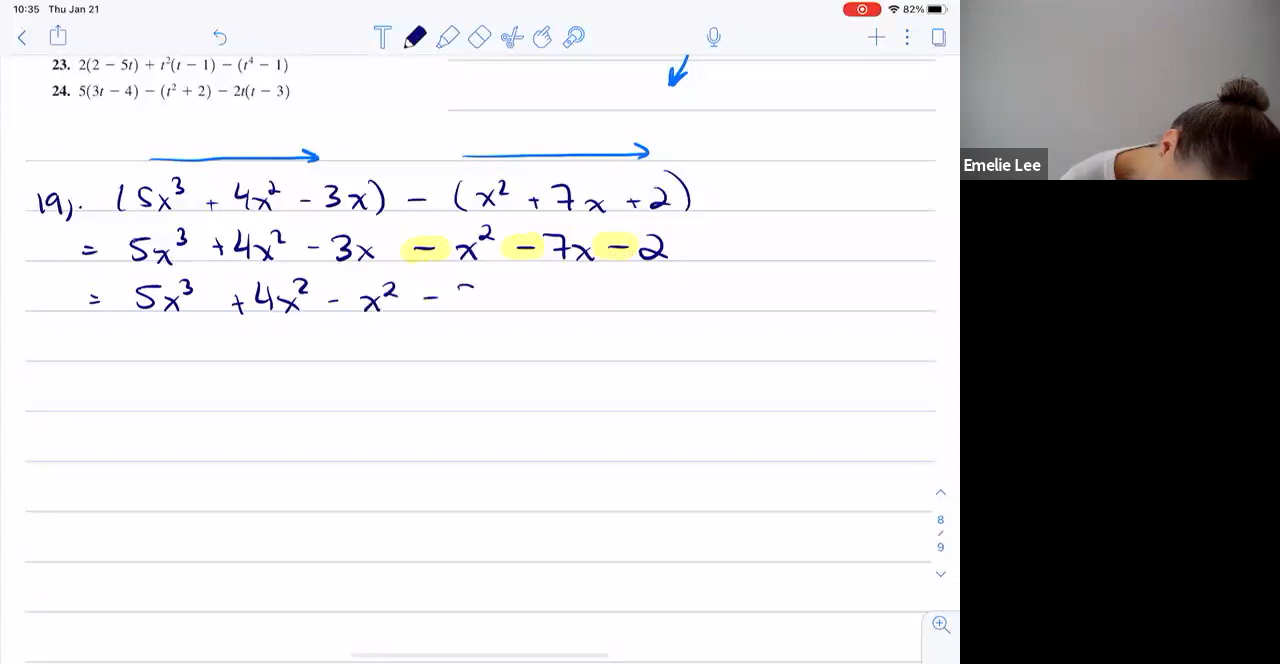 10:35 Thu Jan 21
82%
T
23. 2(2 − 5t) + t²(t − 1) − (t⁴ − 1)
24. 5(3t − 4) − (t² + 2) − 2t(t − 3)
Emelie Lee
19). (5x³ + 4x² - 3x) - (x² + 7x + 2)
= 5x³ + 4x² - 3x - x² - 7x - 2
= 5x³ + 4x² - x² -
8
/
9